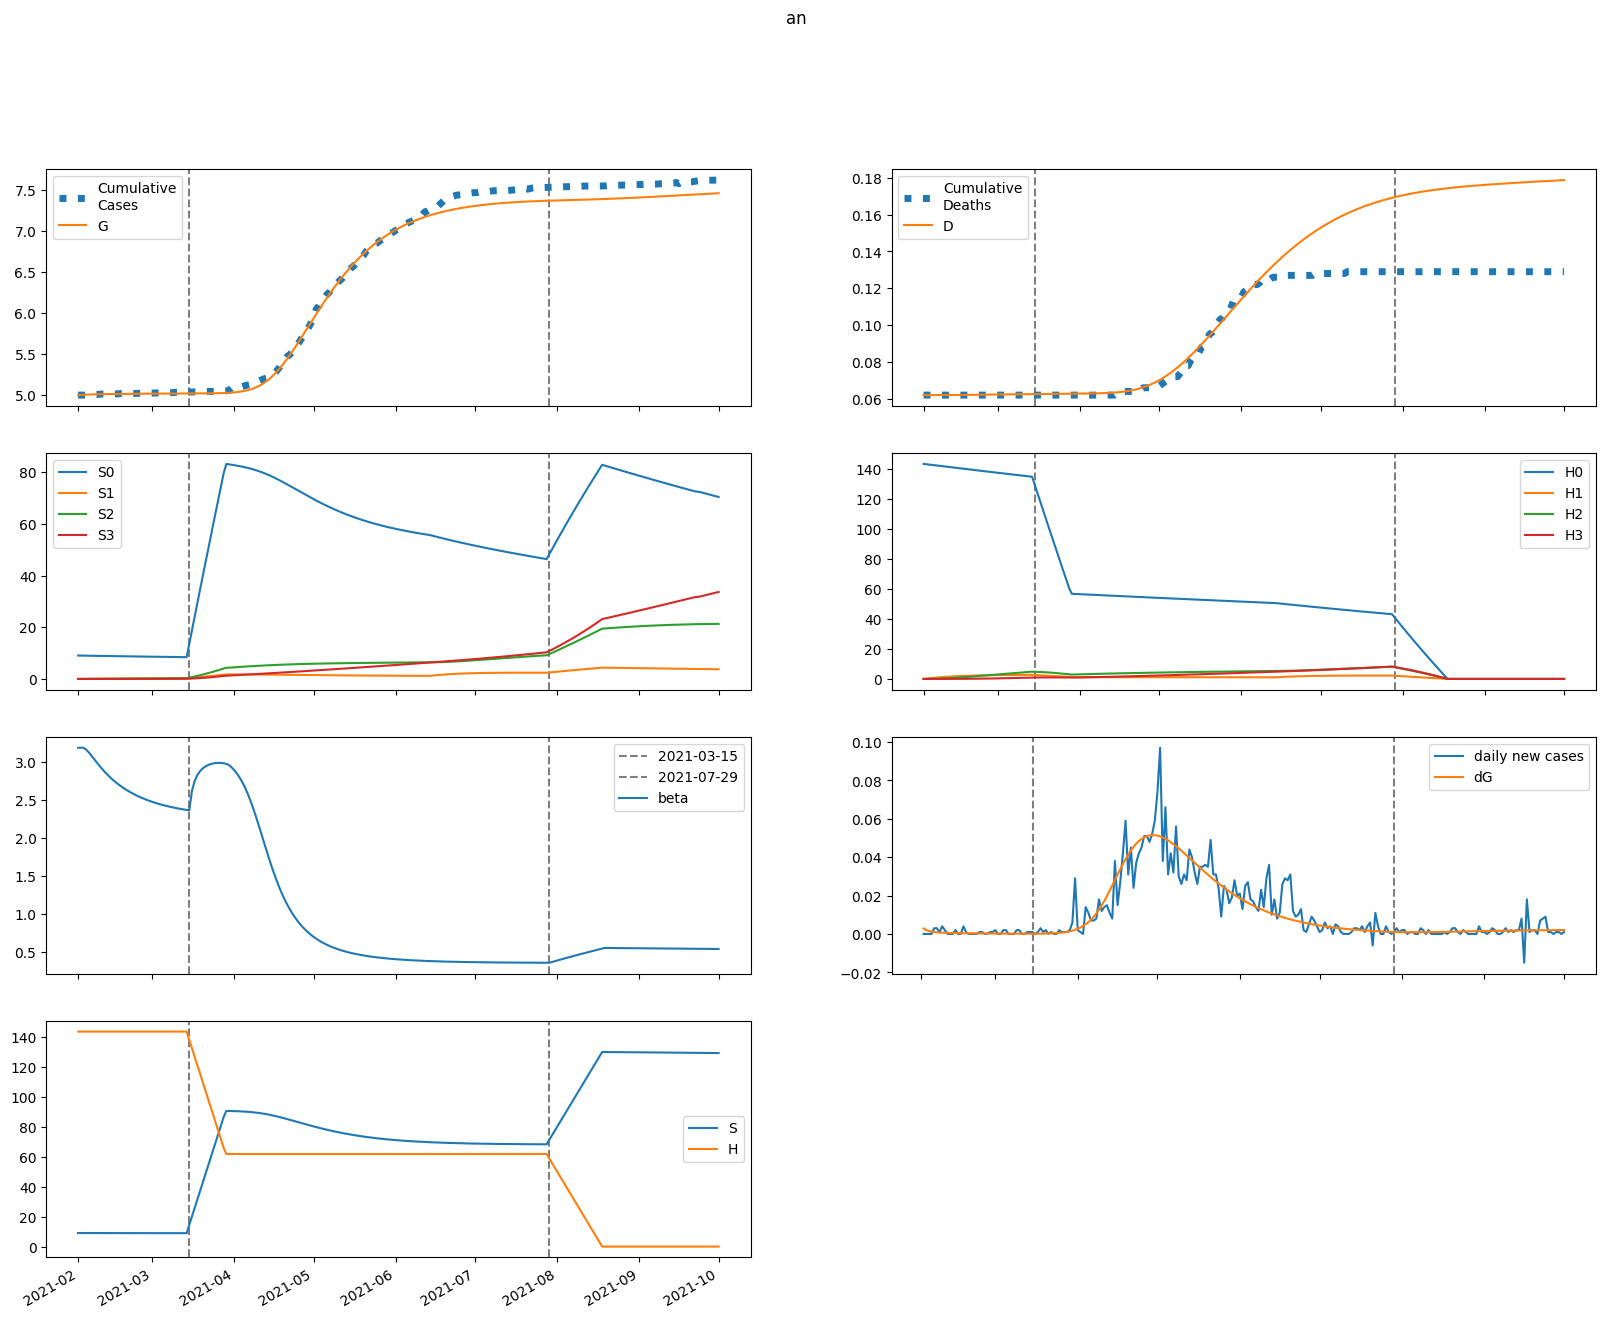 an
Cumulative
Cases
G
7.5
7.0
6.5
6.0
5.5
5.0
Cumulative
Deaths
D
0.18
0.16
0.14
0.12
0.10
0.08
0.06
S0
S1
S2
S3
80
60
40
20
0
H0
H1
H2
H3
140
120
100
80
60
40
20
0
2021-03-15
2021-07-29
beta
3.0
2.5
2.0
1.5
1.0
0.5
daily new cases
dG
0.10
0.08
0.06
0.04
0.02
0.00
−0.02
S
H
140
120
100
80
60
40
20
0
2021-02
2021-03
2021-04
2021-05
2021-06
2021-07
2021-08
2021-09
2021-10